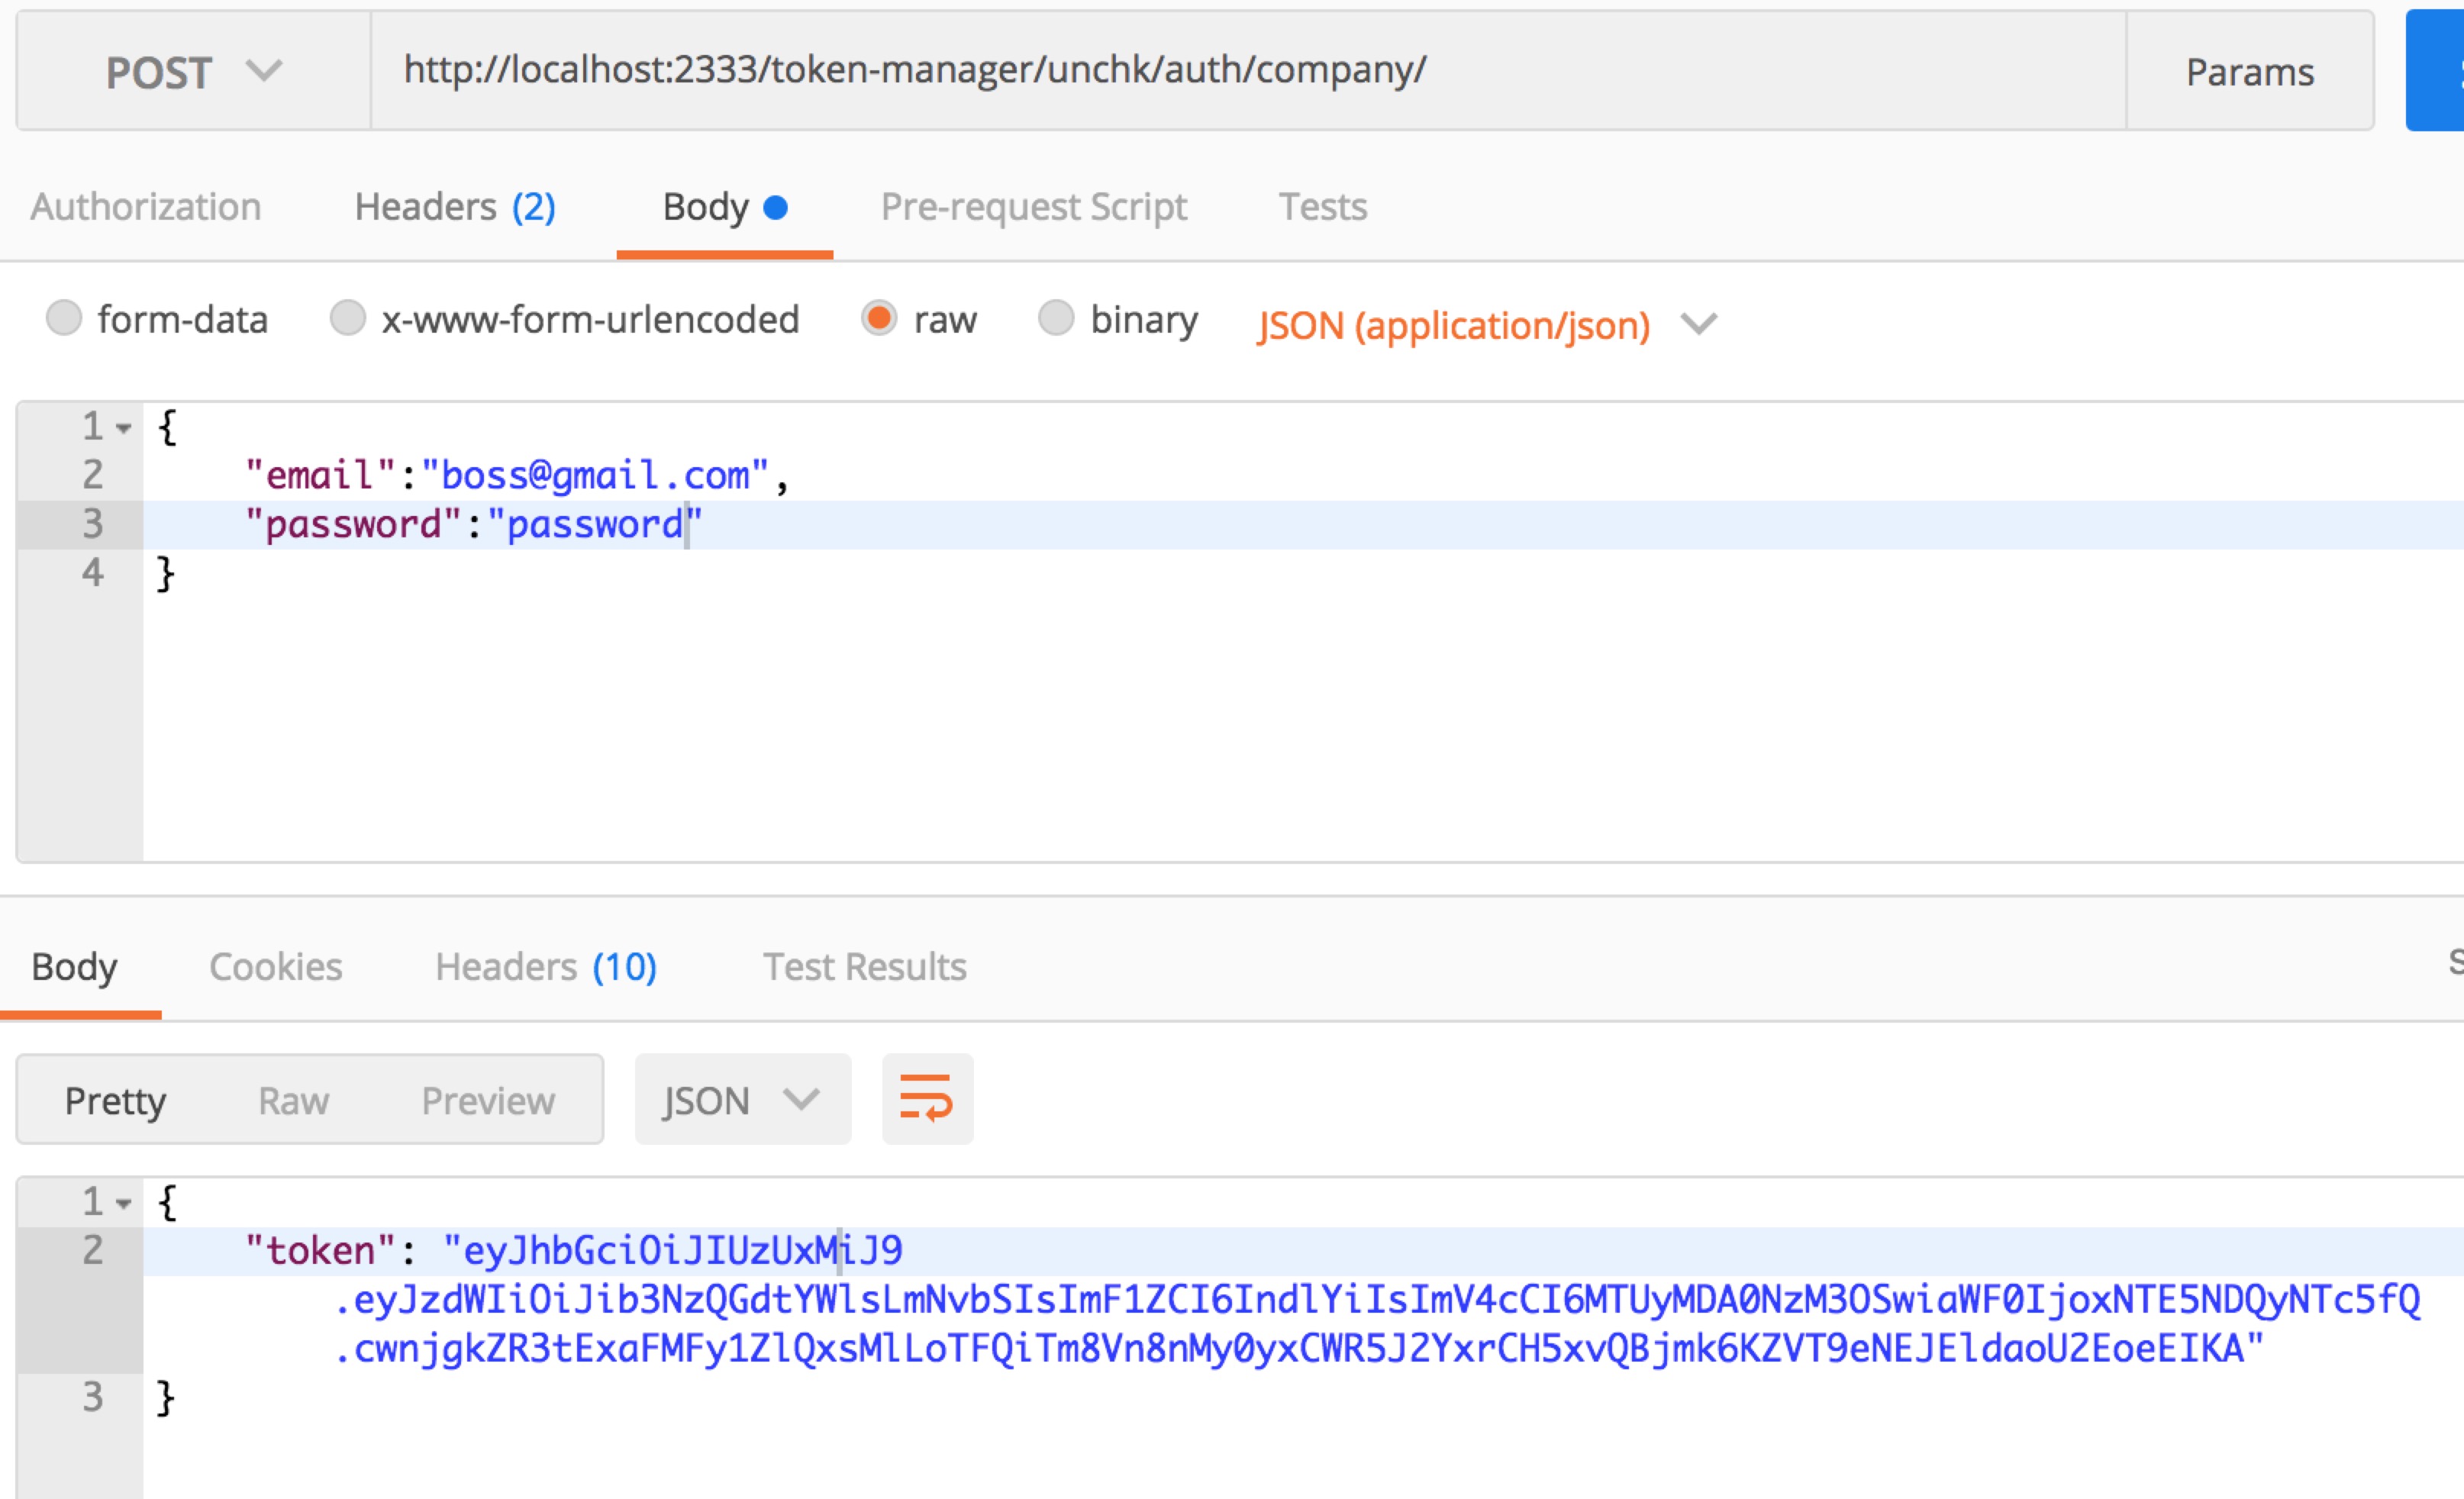 POST http://localhost:2333/token-manager/unchk/auth/company/ Params
Authorization Headers (2) Body Pre-request Script Tests
form-data x-www-form-urlencoded raw binary JSON (application/json)
1 {
2 "email":"boss@gmail.com",
3 "password":"password"
4 }
Body Cookies Headers (10) Test Results
Pretty Raw Preview JSON
1 {
2 "token": "eyJhbGciOiJIUzUxMiJ9
.eyJzdWIiOiJib3NzQGdtYWlsLmNvbSIsImF1ZCI6IndlYiIsImV4cCI6MTUyMDA0NzM3OSwiaWF0IjoxNTE5NDQyNTc5fQ
.cwnjgkZR3tExaFMFy1ZlQxsMlLoTFQiTm8Vn8nMy0yxCWR5J2YxrCH5xvQBjmk6KZVT9eNEJEldaoU2EoeEIKA"
3 }